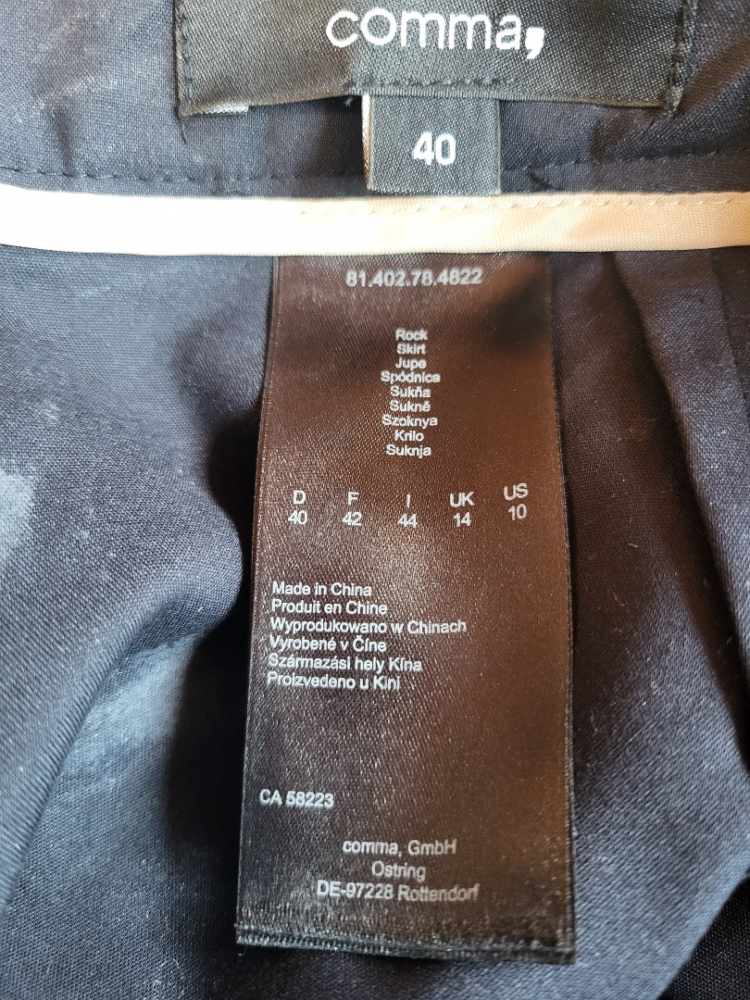 comma,
40
81.402.78.4822
Rock
Skirt
Jupe
Spódnica
Sukňa
Sukně
Szoknya
Krilo
Suknja
D F I UK US
40 42 44 14 10
Made in China
Produit en Chine
Wyprodukowano w Chinach
Vyrobené v Číne
Származási hely Kína
Proizvedeno u Kini
CA 58223
comma, GmbH
Ostring
DE-97228 Rottendorf